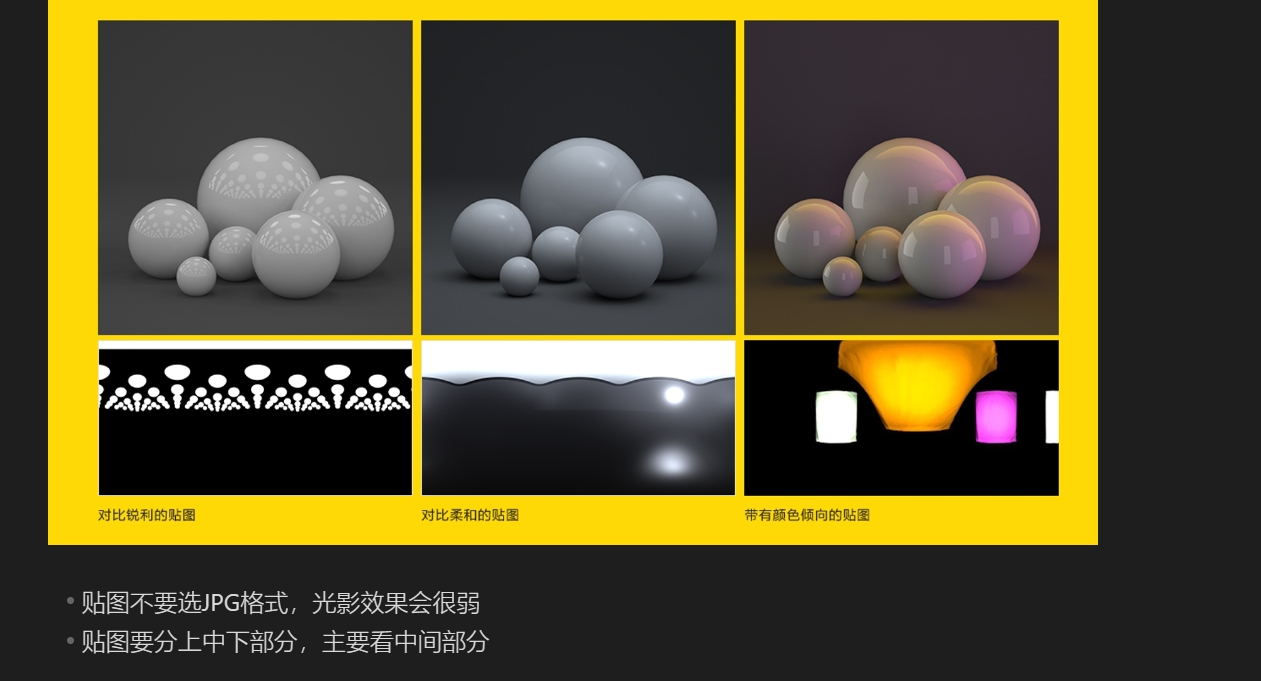 对比锐利的贴图
对比柔和的贴图
带有颜色倾向的贴图
贴图不要选JPG格式，光影效果会很弱
贴图要分上中下部分，主要看中间部分